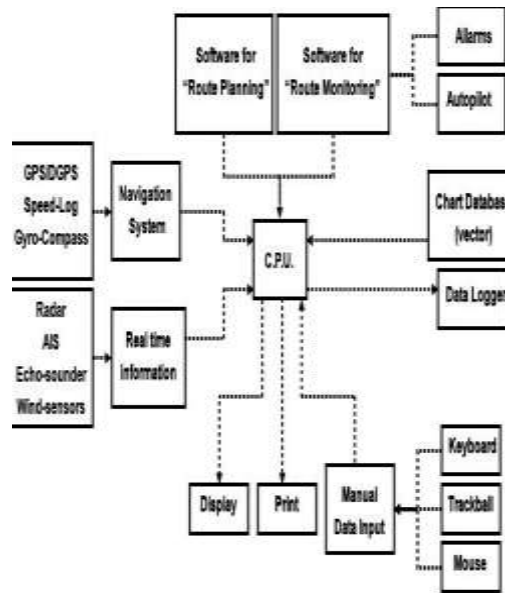 Software for
“Route Planning”
Software for
“Route Monitoring”
Alarms
Autopilot
GPS/DGPS
Speed-Log
Gyro-Compass
Navigation
System
C.P.U.
Chart Database
(vector)
Data Logger
Radar
AIS
Echo-sounder
Wind-sensors
Real time
information
Display
Print
Manual
Data Input
Keyboard
Trackball
Mouse